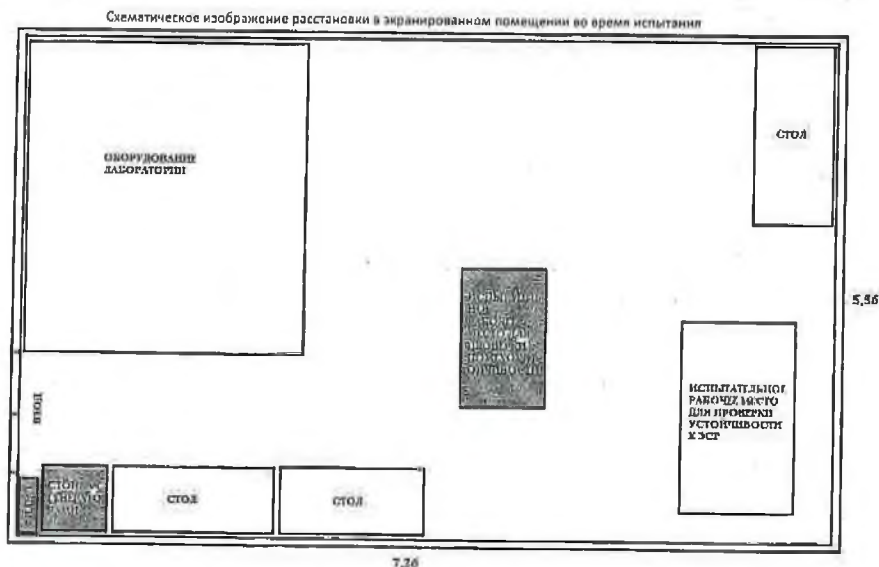 Схематическое изображение расстановки в экранированном помещении во время испытания
ОБОРУДОВАНИЕ
ЛАБОРАТОРИИ
СТОЛ
5,56
ИСПЫТАТЕЛЬНОЕ
РАБОЧЕЕ МЕСТО
ДЛЯ ПРОВЕРКИ
УСТОЙЧИВОСТИ
К ЭСР
ВХОД
СТОЛ
СТОЛ
7,26